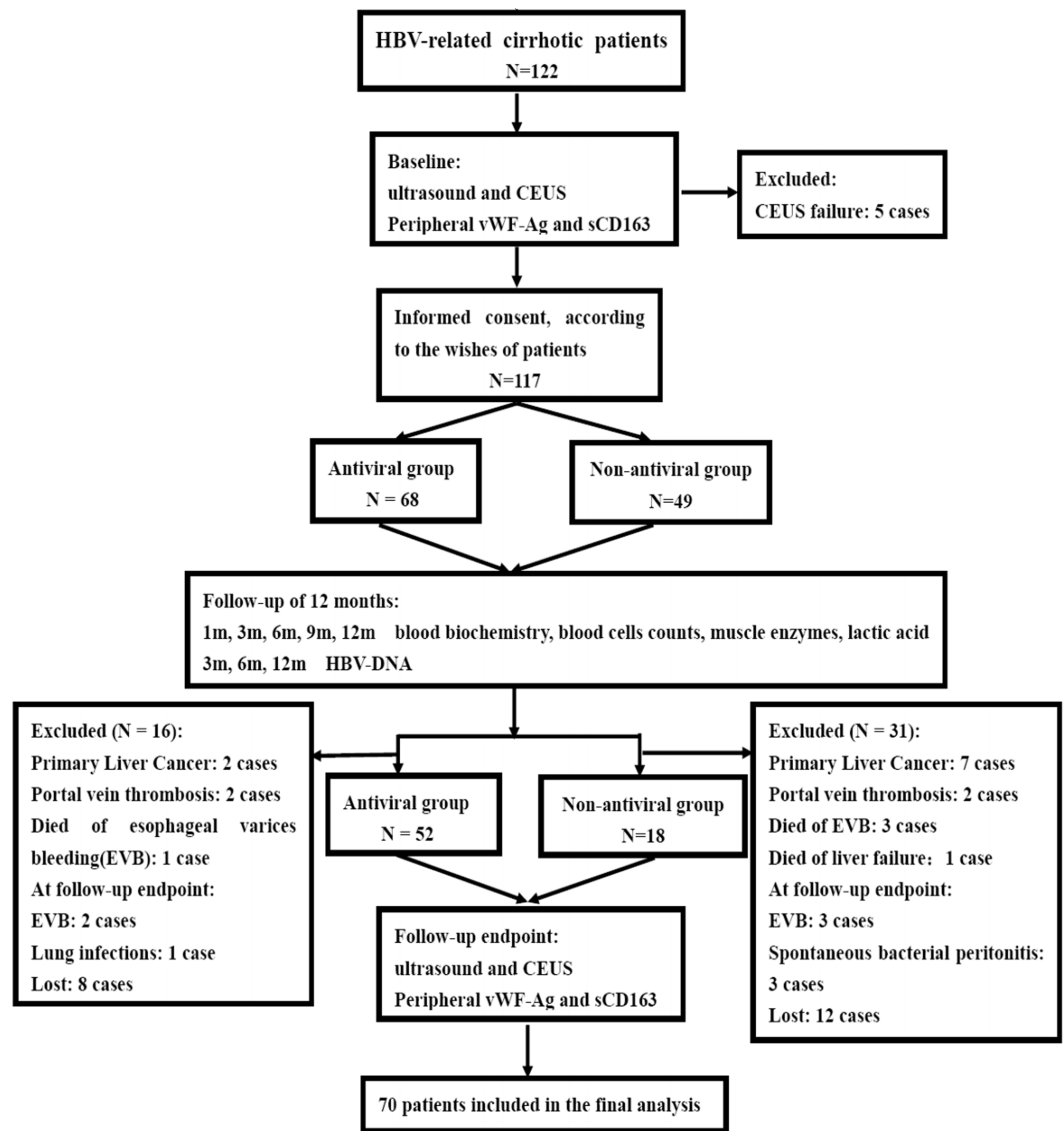 HBV-related cirrhotic patients
N=122
Baseline:
ultrasound and CEUS
Peripheral vWF-Ag and sCD163
Excluded:
CEUS failure: 5 cases
Informed consent, according
to the wishes of patients
N=117
Antiviral group
N = 68
Non-antiviral group
N=49
Follow-up of 12 months:
1m, 3m, 6m, 9m, 12m blood biochemistry, blood cells counts, muscle enzymes, lactic acid
3m, 6m, 12m HBV-DNA
Excluded (N = 16):
Primary Liver Cancer: 2 cases
Portal vein thrombosis: 2 cases
Died of esophageal varices
bleeding(EVB): 1 case
At follow-up endpoint:
EVB: 2 cases
Lung infections: 1 case
Lost: 8 cases
Antiviral group
N = 52
Non-antiviral group
N=18
Excluded (N = 31):
Primary Liver Cancer: 7 cases
Portal vein thrombosis: 2 cases
Died of EVB: 3 cases
Died of liver failure： 1 case
At follow-up endpoint:
EVB: 3 cases
Spontaneous bacterial peritonitis:
3 cases
Lost: 12 cases
Follow-up endpoint:
ultrasound and CEUS
Peripheral vWF-Ag and sCD163
70 patients included in the final analysis